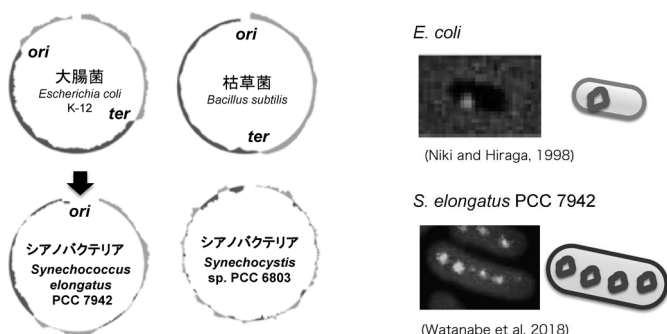 ori
大腸菌
Escherichia coli
K-12
ter
ori
枯草菌
Bacillus subtilis
ter
ori
シアノバクテリア
Synechococcus
elongatus
PCC 7942
シアノバクテリア
Synechocystis
sp. PCC 6803
E. coli
(Niki and Hiraga, 1998)
S. elongatus PCC 7942
(Watanabe et al. 2018)